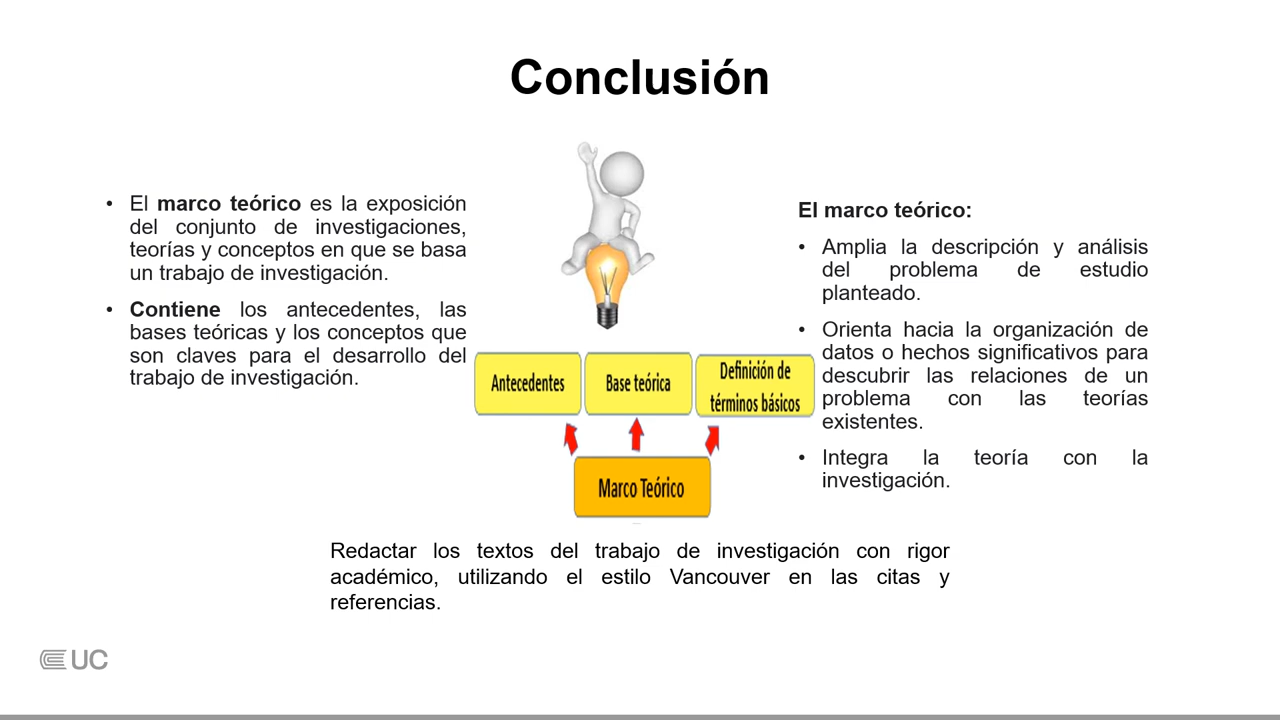 Conclusión
• El marco teórico es la exposición
del conjunto de investigaciones,
teorías y conceptos en que se basa
un trabajo de investigación.
• Contiene los antecedentes, las
bases teóricas y los conceptos que
son claves para el desarrollo del
trabajo de investigación.
Antecedentes
Base teórica
Definición de
términos básicos
Marco Teórico
El marco teórico:
• Amplia la descripción y análisis
del problema de estudio
planteado.
• Orienta hacia la organización de
datos o hechos significativos para
descubrir las relaciones de un
problema con las teorías
existentes.
• Integra la teoría con la
investigación.
Redactar los textos del trabajo de investigación con rigor
académico, utilizando el estilo Vancouver en las citas y
referencias.
UC